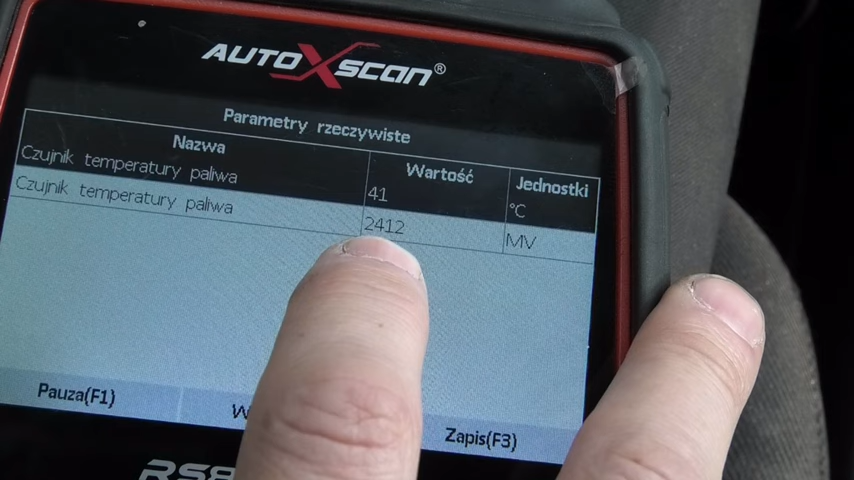 AUTOXSCAN®
Parametry rzeczywiste
Nazwa Wartość Jednostki
Czujnik temperatury paliwa 41 °C
Czujnik temperatury paliwa 2412 MV
Pauza(F1) Zapis(F3)